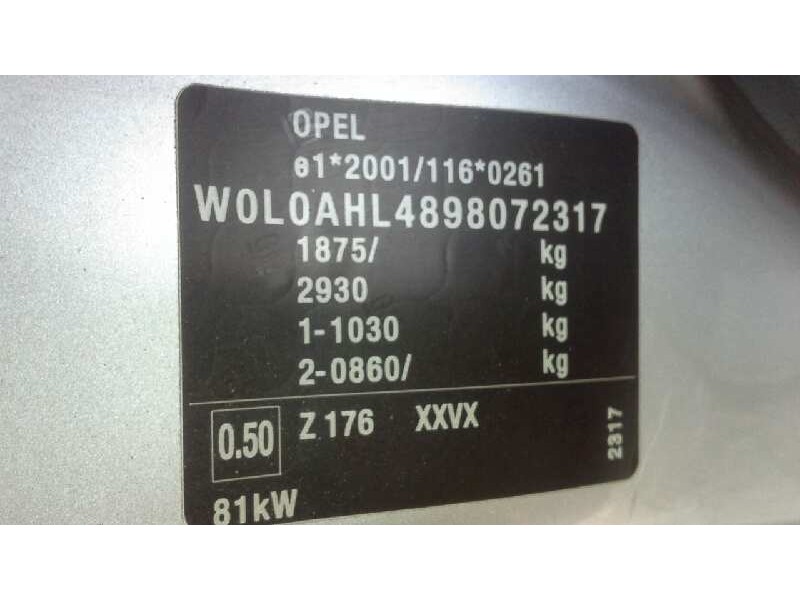 OPEL
e1*2001/116*0261
W0L0AHL4898072317
1875/ kg
2930 kg
1-1030 kg
2-0860/ kg
0.50 Z 176 XXVX
2317
81kW